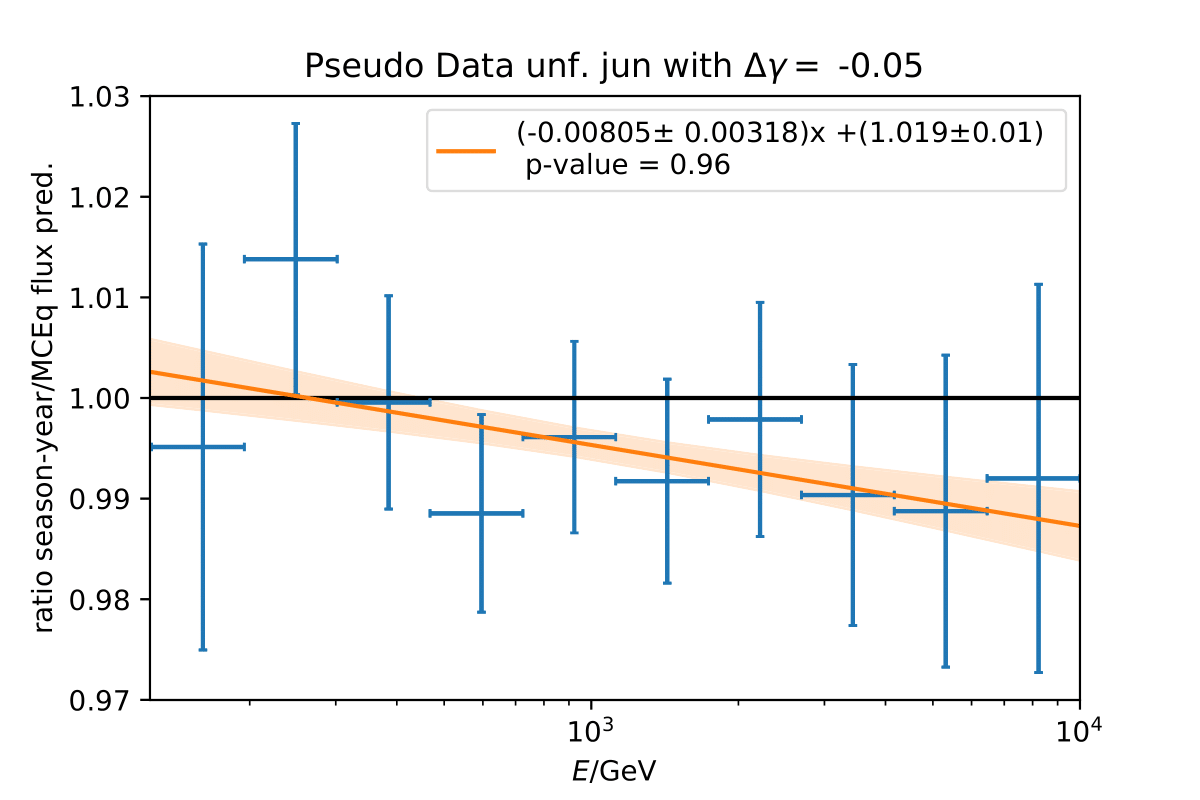 Pseudo Data unf. jun with Δγ = -0.05
(-0.00805± 0.00318)x +(1.019±0.01)
p-value = 0.96
ratio season-year/MCEq flux pred.
1.03
1.02
1.01
1.00
0.99
0.98
0.97
10³
10⁴
E/GeV